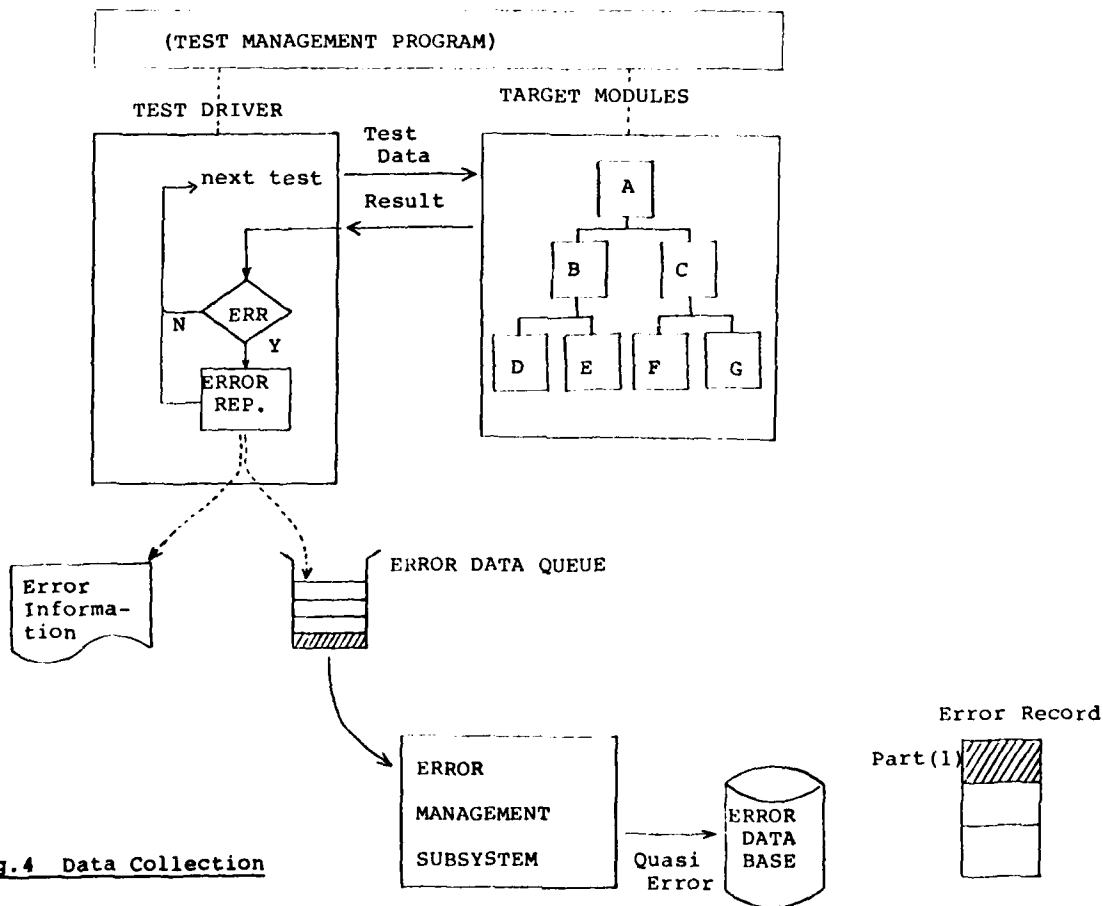 (TEST MANAGEMENT PROGRAM)
TEST DRIVER
TARGET MODULES
next test
Test
Data
Result
ERR
N
Y
ERROR
REP.
A
B
C
D
E
F
G
Error
Informa-
tion
ERROR DATA QUEUE
ERROR
MANAGEMENT
SUBSYSTEM
Quasi
Error
ERROR
DATA
BASE
Error Record
Part(1)
g.4 Data Collection